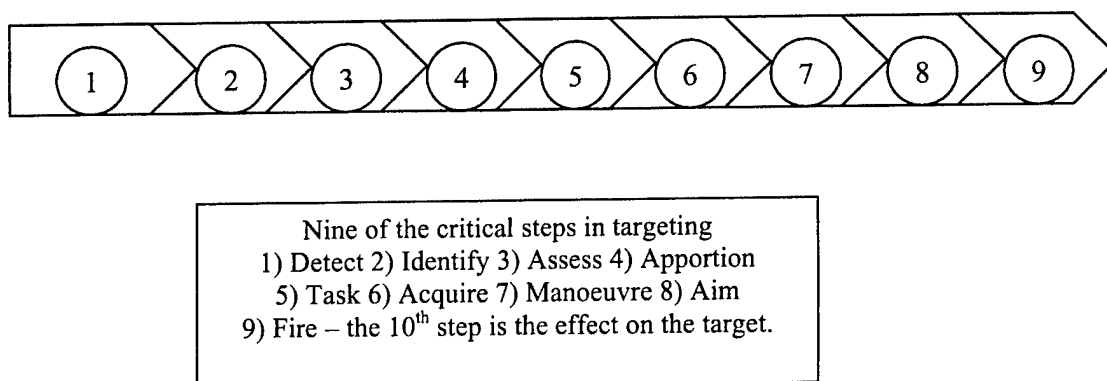 1 2 3 4 5 6 7 8 9
Nine of the critical steps in targeting
1) Detect 2) Identify 3) Assess 4) Apportion
5) Task 6) Acquire 7) Manoeuvre 8) Aim
9) Fire – the 10th step is the effect on the target.